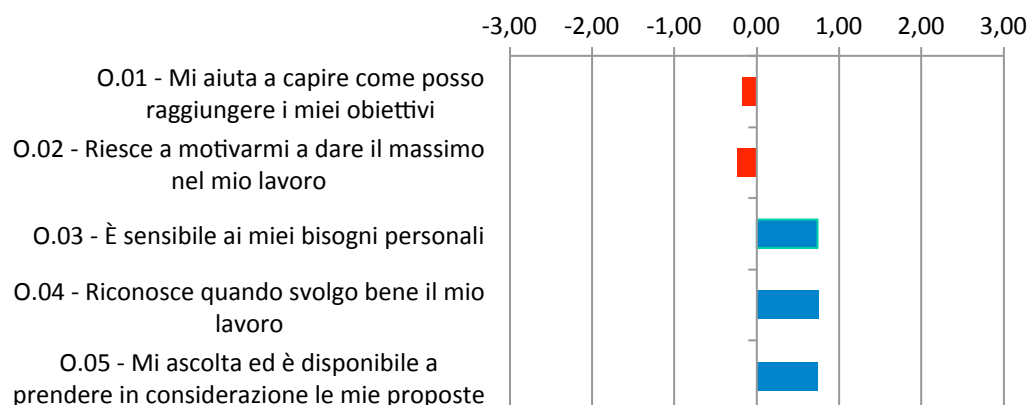 -3,00 -2,00 -1,00 0,00 1,00 2,00 3,00
O.01 - Mi aiuta a capire come posso
raggiungere i miei obiettivi
O.02 - Riesce a motivarmi a dare il massimo
nel mio lavoro
O.03 - È sensibile ai miei bisogni personali
O.04 - Riconosce quando svolgo bene il mio
lavoro
O.05 - Mi ascolta ed è disponibile a
prendere in considerazione le mie proposte